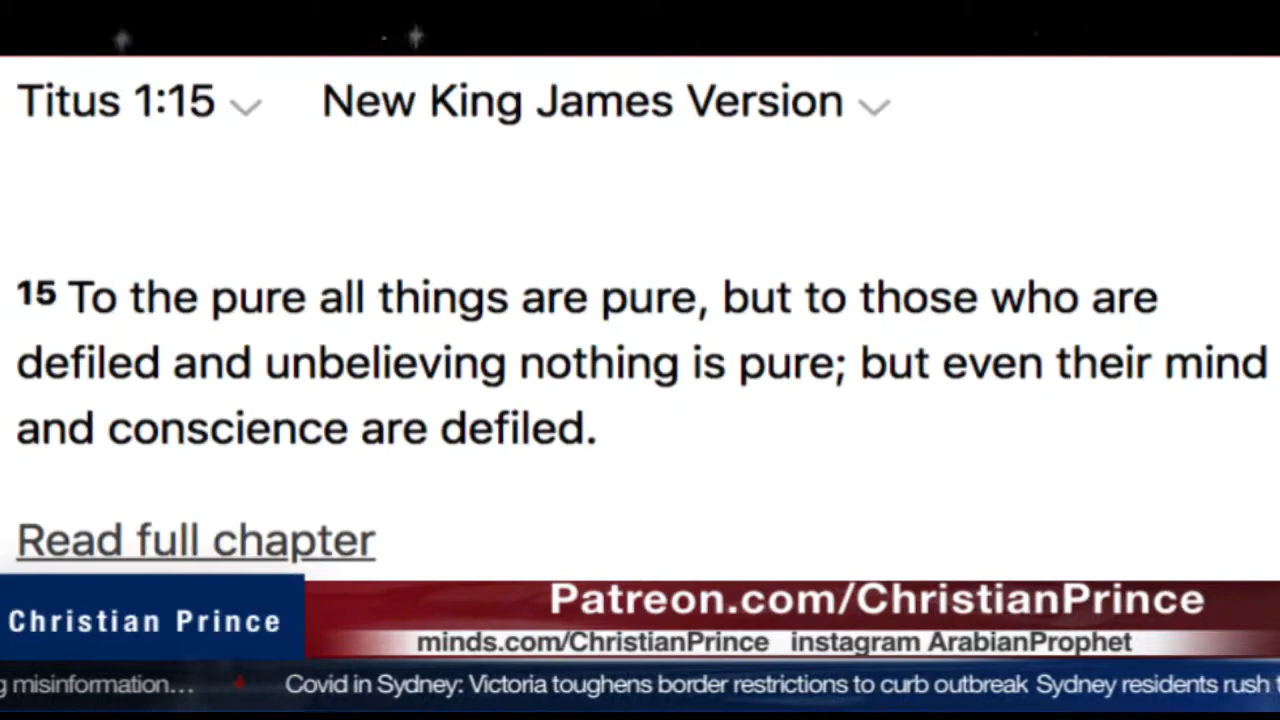 Titus 1:15 New King James Version
15 To the pure all things are pure, but to those who are
defiled and unbelieving nothing is pure; but even their mind
and conscience are defiled.
Read full chapter
Patreon.com/ChristianPrince
Christian Prince
minds.com/ChristianPrince instagram ArabianProphet
g misinformation... Covid in Sydney: Victoria toughens border restrictions to curb outbreak Sydney residents rush